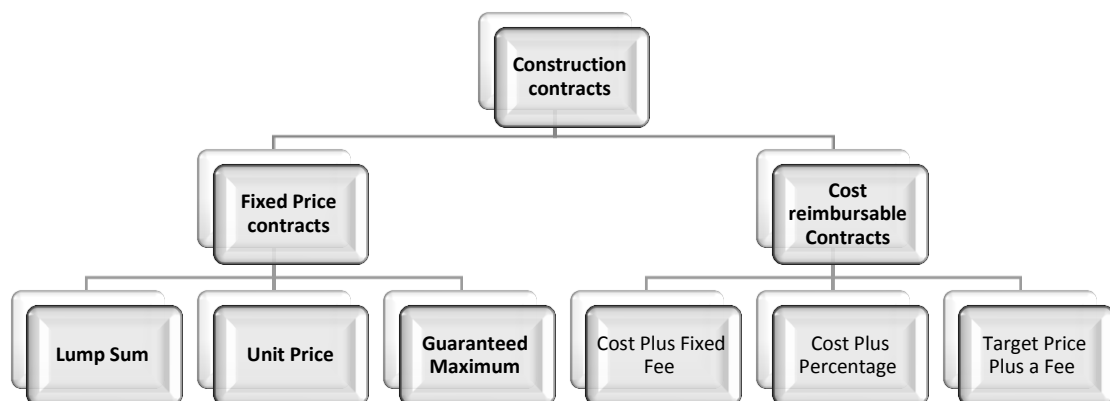 Construction
contracts
Fixed Price
contracts
Cost
reimbursable
Contracts
Lump Sum
Unit Price
Guaranteed
Maximum
Cost Plus Fixed
Fee
Cost Plus
Percentage
Target Price
Plus a Fee